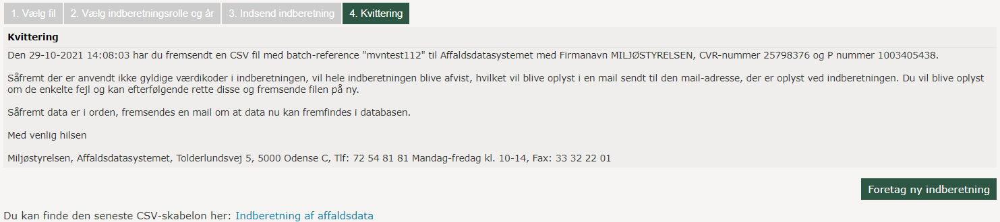 1. Vælg fil 2. Vælg indberetningsrolle og år 3. Indsend indberetning 4. Kvittering
Kvittering
Den 29-10-2021 14:08:03 har du fremsendt en CSV fil med batch-reference "mvntest112" til Affaldsdatasystemet med Firmanavn MILJØSTYRELSEN, CVR-nummer 25798376 og P nummer 1003405438.
Såfremt der er anvendt ikke gyldige værdikoder i indberetningen, vil hele indberetningen blive afvist, hvilket vil blive oplyst i en mail sendt til den mail-adresse, der er oplyst ved indberetningen. Du vil blive oplyst
om de enkelte fejl og kan efterfølgende rette disse og fremsende filen på ny.
Såfremt data er i orden, fremsendes en mail om at data nu kan fremfindes i databasen.
Med venlig hilsen
Miljøstyrelsen, Affaldsdatasystemet, Tolderlundsvej 5, 5000 Odense C, Tlf: 72 54 81 81 Mandag-fredag kl. 10-14, Fax: 33 32 22 01
Foretag ny indberetning
Du kan finde den seneste CSV-skabelon her: Indberetning af affaldsdata